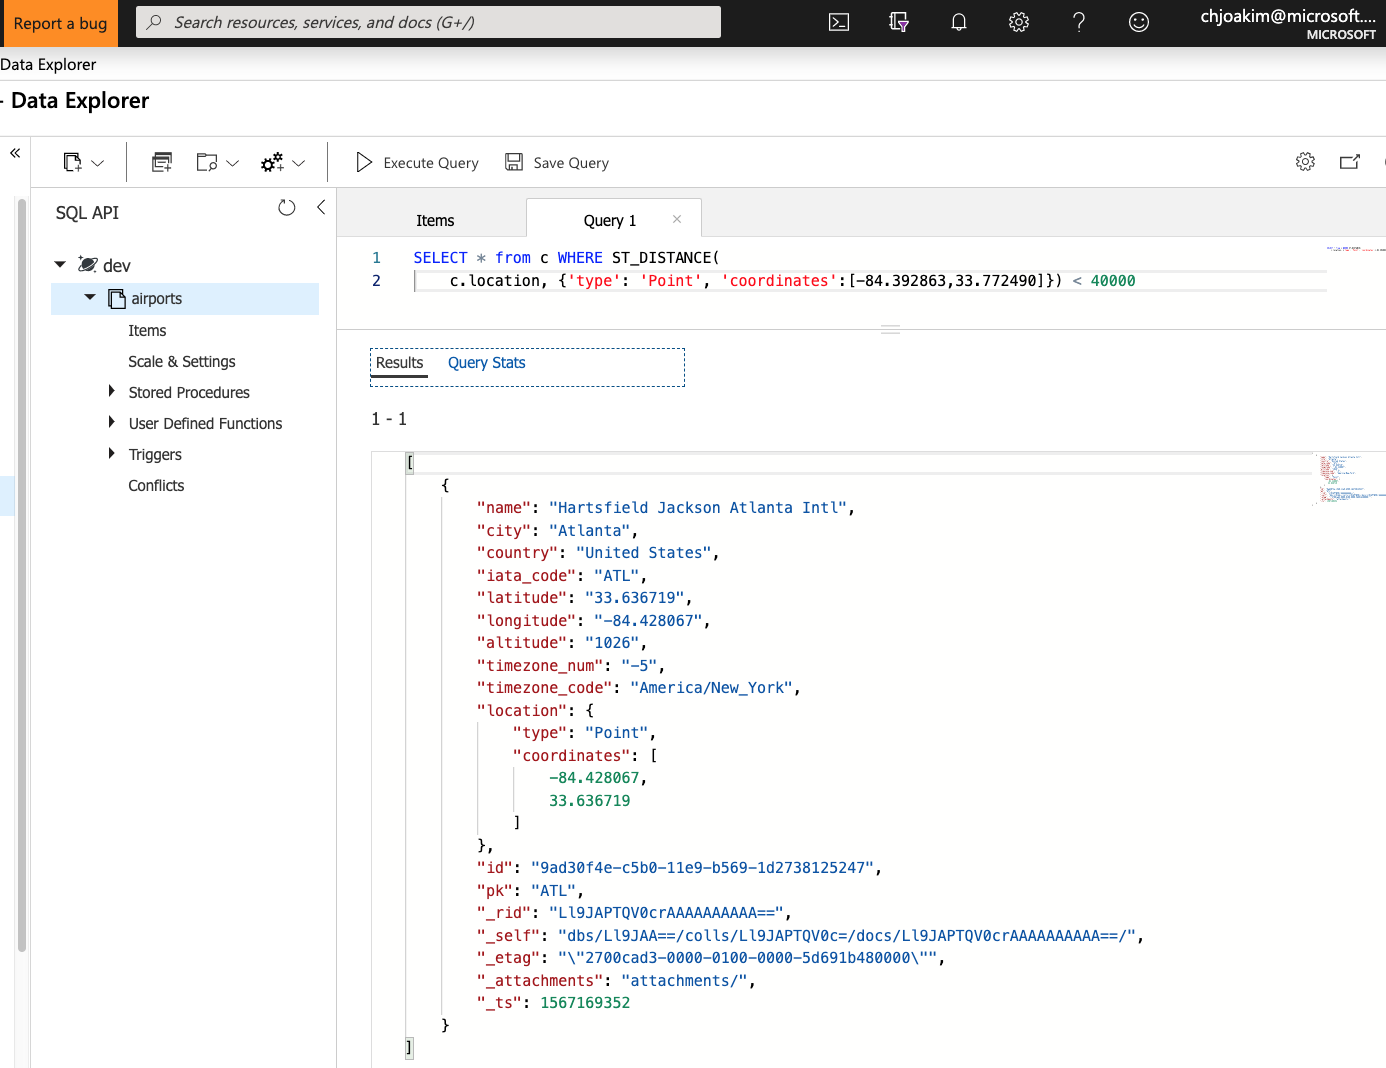 Report a bug
Search resources, services, and docs (G+/)
chjoakim@microsoft....
MICROSOFT
Data Explorer
- Data Explorer
Execute Query
Save Query
SQL API
dev
airports
Items
Scale & Settings
Stored Procedures
User Defined Functions
Triggers
Conflicts
Items
Query 1
1 SELECT * from c WHERE ST_DISTANCE(
2 c.location, {'type': 'Point', 'coordinates':[-84.392863,33.772490]}) < 40000
Results Query Stats
1 - 1
[
{
"name": "Hartsfield Jackson Atlanta Intl",
"city": "Atlanta",
"country": "United States",
"iata_code": "ATL",
"latitude": "33.636719",
"longitude": "-84.428067",
"altitude": "1026",
"timezone_num": "-5",
"timezone_code": "America/New_York",
"location": {
"type": "Point",
"coordinates": [
-84.428067,
33.636719
]
},
"id": "9ad30f4e-c5b0-11e9-b569-1d2738125247",
"pk": "ATL",
"_rid": "Ll9JAPTQV0crAAAAAAAAAA==",
"_self": "dbs/Ll9JAA==/colls/Ll9JAPTQV0c=/docs/Ll9JAPTQV0crAAAAAAAAAA==/",
"_etag": "\"2700cad3-0000-0100-0000-5d691b480000\"",
"_attachments": "attachments/",
"_ts": 1567169352
}
]